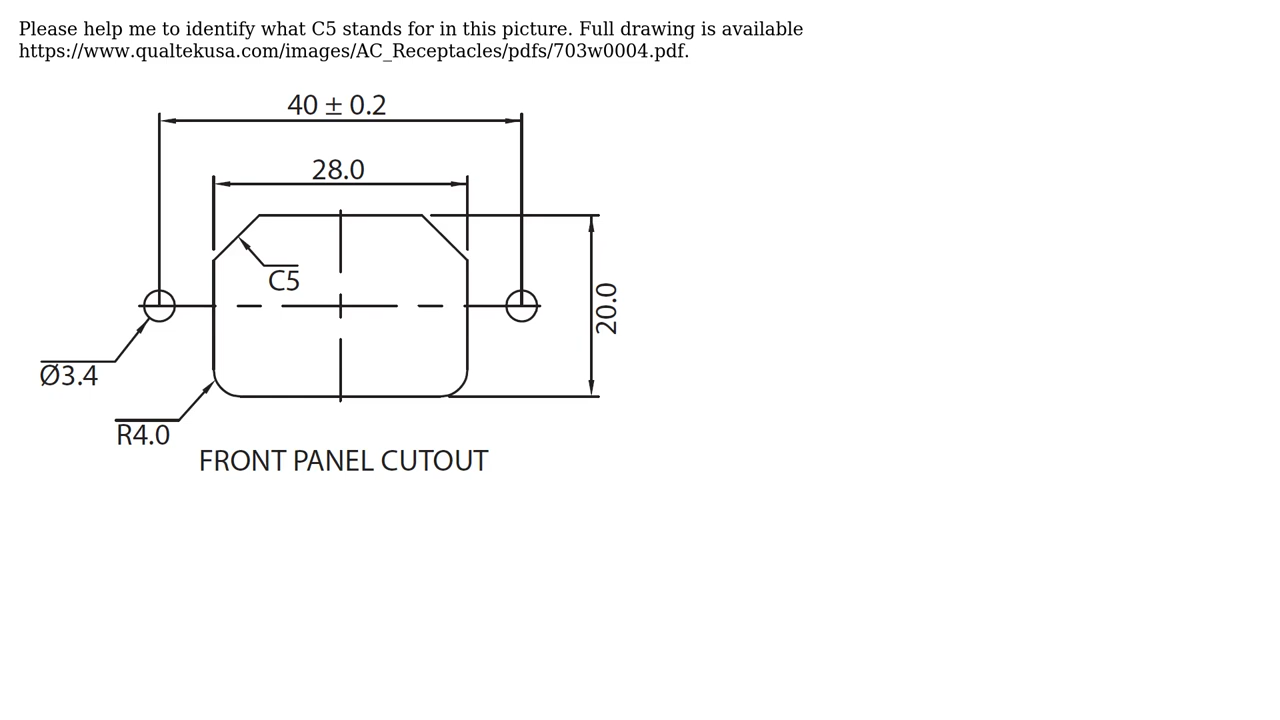 Please help me to identify what C5 stands for in this picture. Full drawing is available
https://www.qualtekusa.com/images/AC_Receptacles/pdfs/703w0004.pdf.
40 ± 0.2
28.0
C5
20.0
Ø3.4
R4.0
FRONT PANEL CUTOUT